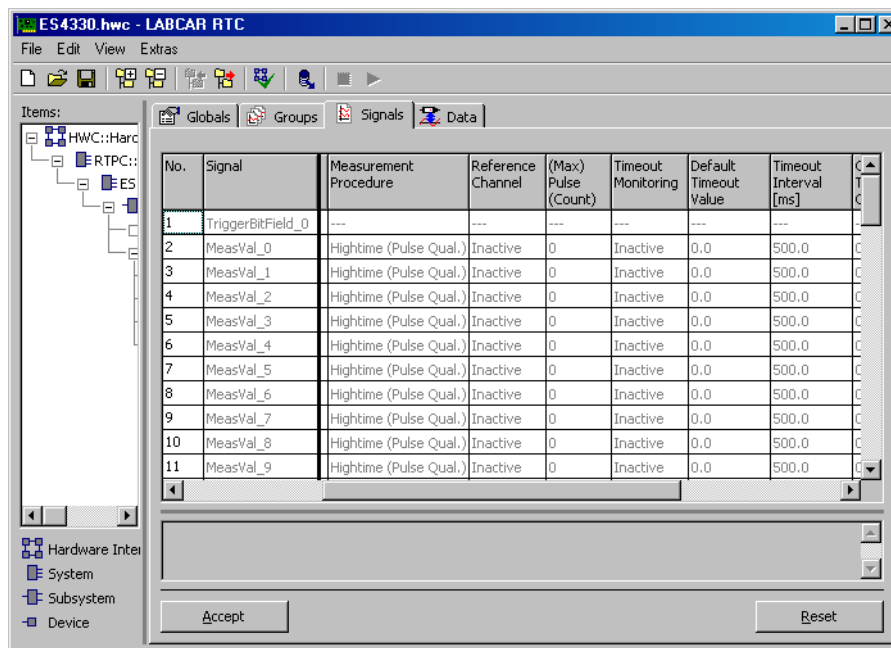 ES4330.hwc - LABCAR RTC
File Edit View Extras
Items:
HWC::Hard
RTPC::
ES
Globals Groups Signals Data
No. Signal Measurement Procedure Reference Channel (Max) Pulse (Count) Timeout Monitoring Default Timeout Value Timeout Interval [ms]
1 TriggerBitField_0 --- --- --- --- --- ---
2 MeasVal_0 Hightime (Pulse Qual.) Inactive 0 Inactive 0.0 500.0
3 MeasVal_1 Hightime (Pulse Qual.) Inactive 0 Inactive 0.0 500.0
4 MeasVal_2 Hightime (Pulse Qual.) Inactive 0 Inactive 0.0 500.0
5 MeasVal_3 Hightime (Pulse Qual.) Inactive 0 Inactive 0.0 500.0
6 MeasVal_4 Hightime (Pulse Qual.) Inactive 0 Inactive 0.0 500.0
7 MeasVal_5 Hightime (Pulse Qual.) Inactive 0 Inactive 0.0 500.0
8 MeasVal_6 Hightime (Pulse Qual.) Inactive 0 Inactive 0.0 500.0
9 MeasVal_7 Hightime (Pulse Qual.) Inactive 0 Inactive 0.0 500.0
10 MeasVal_8 Hightime (Pulse Qual.) Inactive 0 Inactive 0.0 500.0
11 MeasVal_9 Hightime (Pulse Qual.) Inactive 0 Inactive 0.0 500.0
Hardware Inter
System
Subsystem
Device
Accept Reset